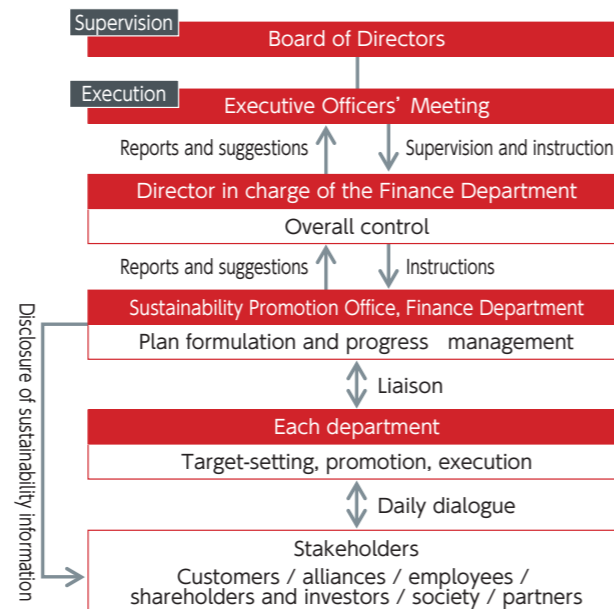 Supervision
Board of Directors
Execution
Executive Officers' Meeting
Reports and suggestions
Supervision and instruction
Director in charge of the Finance Department
Overall control
Reports and suggestions
Instructions
Sustainability Promotion Office, Finance Department
Plan formulation and progress management
Disclosure of sustainability information
Liaison
Each department
Target-setting, promotion, execution
Daily dialogue
Stakeholders
Customers / alliances / employees /
shareholders and investors / society / partners